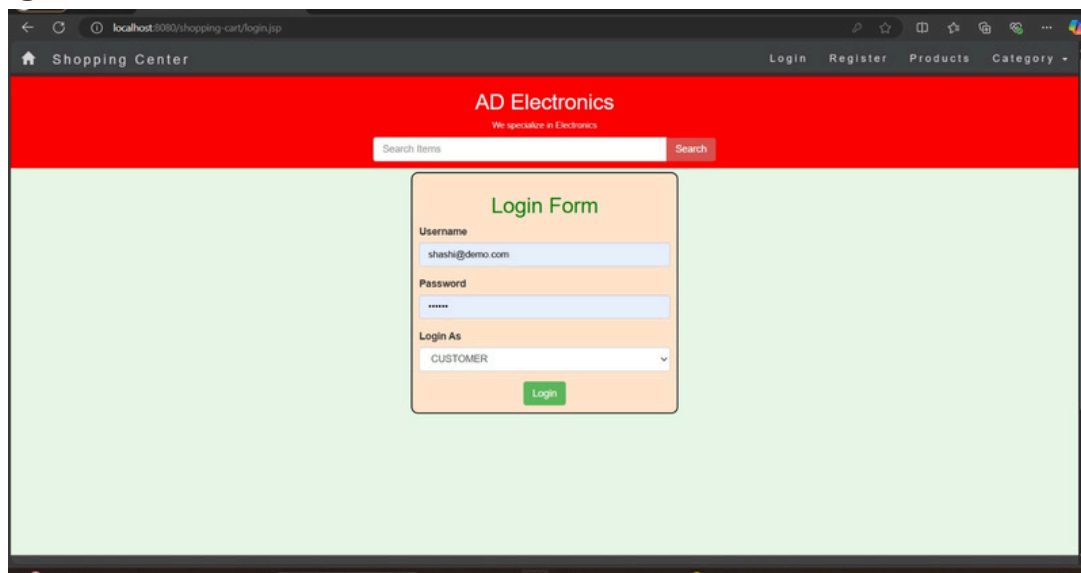 localhost:8080/shopping-cart/login.jsp
Shopping Center
Login Register Products Category
AD Electronics
We specialize in Electronics
Search Items
Search
Login Form
Username
shashi@demo.com
Password
••••••
Login As
CUSTOMER
Login